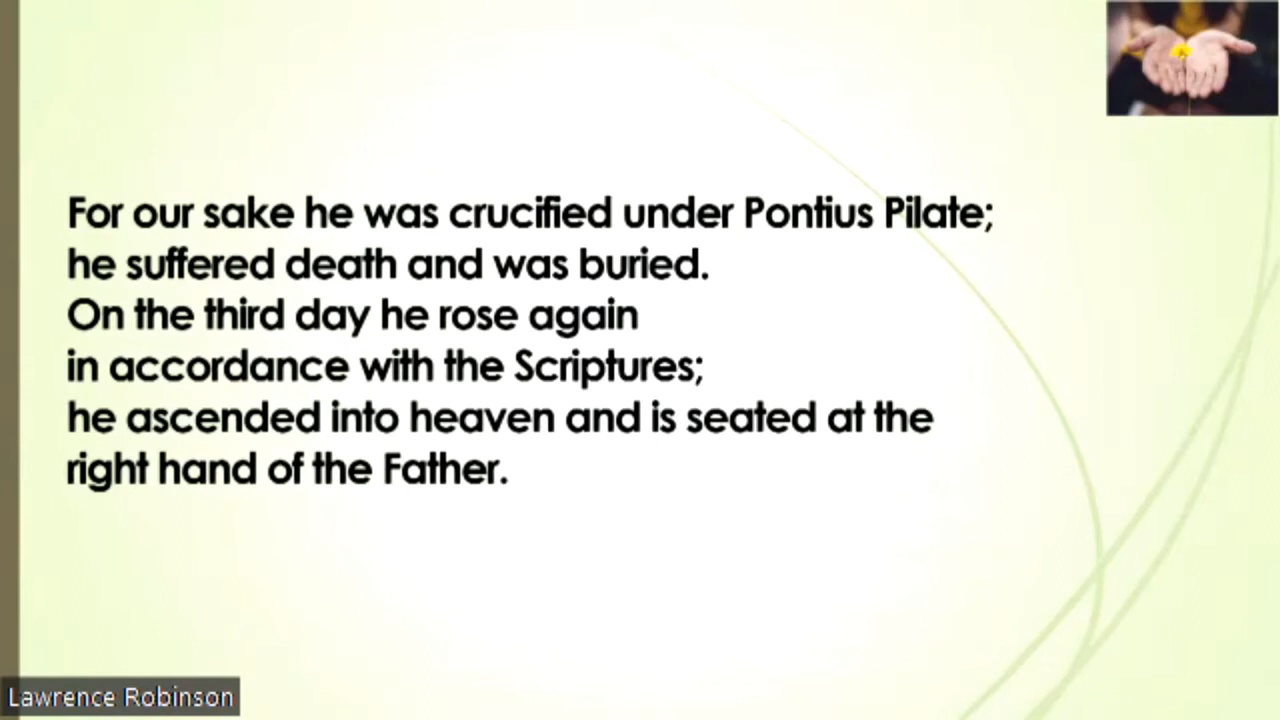 For our sake he was crucified under Pontius Pilate;
he suffered death and was buried.
On the third day he rose again
in accordance with the Scriptures;
he ascended into heaven and is seated at the
right hand of the Father.
Lawrence Robinson